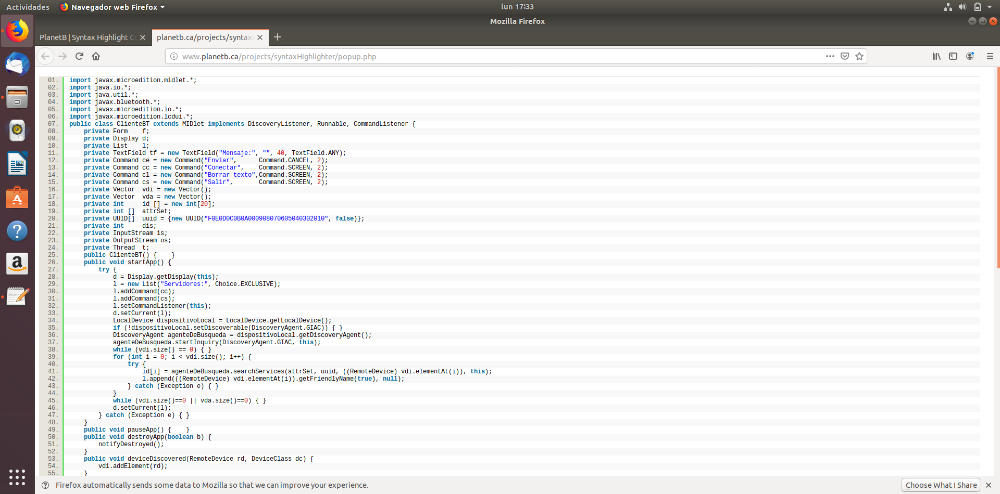 Actividades
Navegador web Firefox
lun 17:33
Mozilla Firefox
PlanetB | Syntax Highlight Co
planetb.ca/projects/syntax
www.planetb.ca/projects/syntaxHighlighter/popup.php
01. import javax.microedition.midlet.*;
02. import java.io.*;
03. import java.util.*;
04. import javax.bluetooth.*;
05. import javax.microedition.io.*;
06. import javax.microedition.lcdui.*;
07. public class ClienteBT extends MIDlet implements DiscoveryListener, Runnable, CommandListener {
08.     private Form    f;
09.     private Display d;
10.     private List    l;
11.     private TextField tf = new TextField("Mensaje:", "", 40, TextField.ANY);
12.     private Command ce = new Command("Enviar",      Command.CANCEL, 2);
13.     private Command cc = new Command("Conectar",    Command.SCREEN, 2);
14.     private Command cl = new Command("Borrar texto",Command.SCREEN, 2);
15.     private Command cs = new Command("Salir",       Command.SCREEN, 2);
16.     private Vector  vdi = new Vector();
17.     private Vector  vda = new Vector();
18.     private int     id [] = new int[20];
19.     private int []  attrSet;
20.     private UUID[]  uuid = {new UUID("F0E0D0C0B0A000908070605040302010", false)};
21.     private int     dis;
22.     private InputStream is;
23.     private OutputStream os;
24.     private Thread  t;
25.     public ClienteBT() {    }
26.     public void startApp() {
27.         try {
28.             d = Display.getDisplay(this);
29.             l = new List("Servidores:", Choice.EXCLUSIVE);
30.             l.addCommand(cc);
31.             l.addCommand(cs);
32.             l.setCommandListener(this);
33.             d.setCurrent(l);
34.             LocalDevice dispositivoLocal = LocalDevice.getLocalDevice();
35.             if (!dispositivoLocal.setDiscoverable(DiscoveryAgent.GIAC)) { }
36.             DiscoveryAgent agenteDeBusqueda = dispositivoLocal.getDiscoveryAgent();
37.             agenteDeBusqueda.startInquiry(DiscoveryAgent.GIAC, this);
38.             while (vdi.size() == 0) { }
39.             for (int i = 0; i < vdi.size(); i++) {
40.                 try {
41.                     id[i] = agenteDeBusqueda.searchServices(attrSet, uuid, ((RemoteDevice) vdi.elementAt(i)), this);
42.                     l.append(((RemoteDevice) vdi.elementAt(i)).getFriendlyName(true), null);
43.                 } catch (Exception e) { }
44.             }
45.             while (vdi.size()==0 || vda.size()==0) { }
46.             d.setCurrent(l);
47.         } catch (Exception e) { }
48.     }
49.     public void pauseApp() {    }
50.     public void destroyApp(boolean b) {
51.         notifyDestroyed();
52.     }
53.     public void deviceDiscovered(RemoteDevice rd, DeviceClass dc) {
54.         vdi.addElement(rd);
55.     }
Firefox automatically sends some data to Mozilla so that we can improve your experience.
Choose What I Share